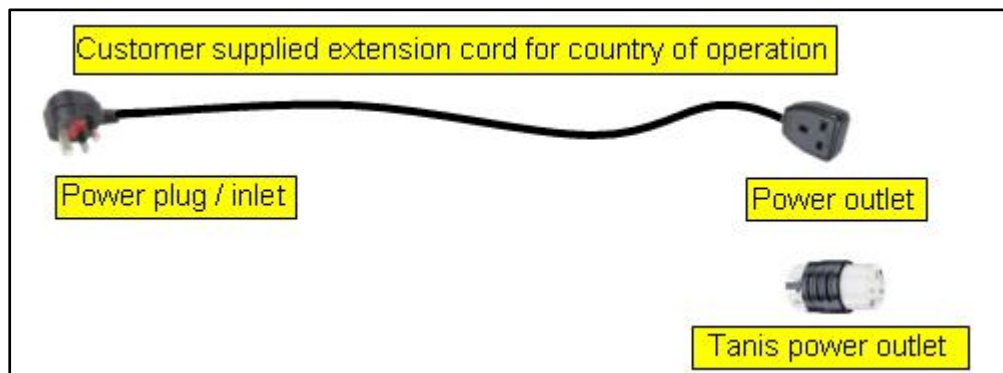 Customer supplied extension cord for country of operation
Power plug / inlet
Power outlet
Tanis power outlet